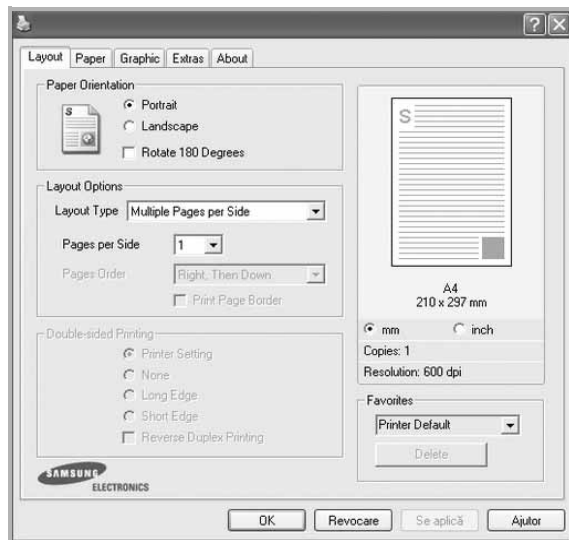 Layout Paper Graphic Extras About
Paper Orientation
S
Portrait
Landscape
Rotate 180 Degrees
Layout Options
Layout Type Multiple Pages per Side
Pages per Side 1
Pages Order Right, Then Down
Print Page Border
Double-sided Printing
Printer Setting
None
Long Edge
Short Edge
Reverse Duplex Printing
SAMSUNG
ELECTRONICS
S
A4
210 x 297 mm
mm inch
Copies: 1
Resolution: 600 dpi
Favorites
Printer Default
Delete
OK Revocare Se aplică Ajutor